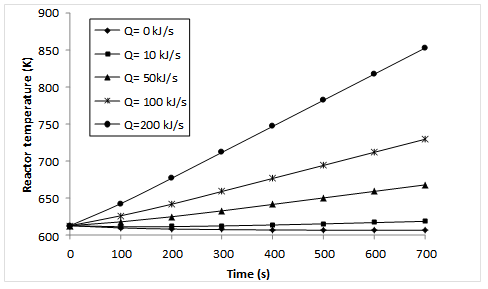 900
850
800
750
700
650
600
Reactor temperature (K)
Q= 0 kJ/s
Q= 10 kJ/s
Q= 50kJ/s
Q= 100 kJ/s
Q=200 kJ/s
0 100 200 300 400 500 600 700
Time (s)